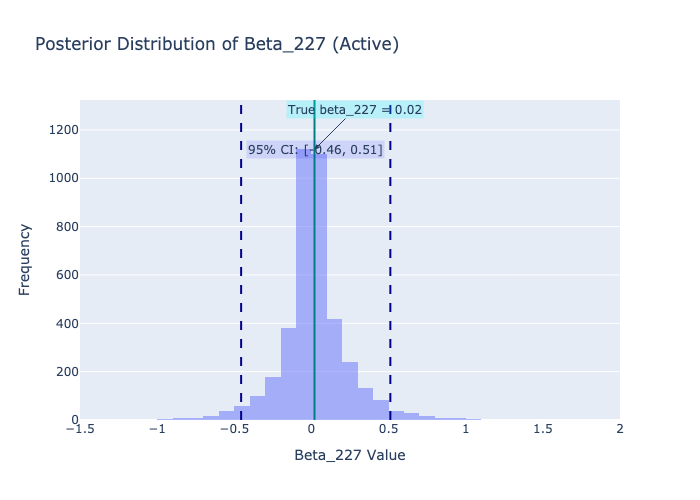 Posterior Distribution of Beta_227 (Active)
True beta_227 = 0.02
95% CI: [-0.46, 0.51]
1200
1000
800
600
400
200
0
Frequency
−1.5 −1 −0.5 0 0.5 1 1.5 2
Beta_227 Value